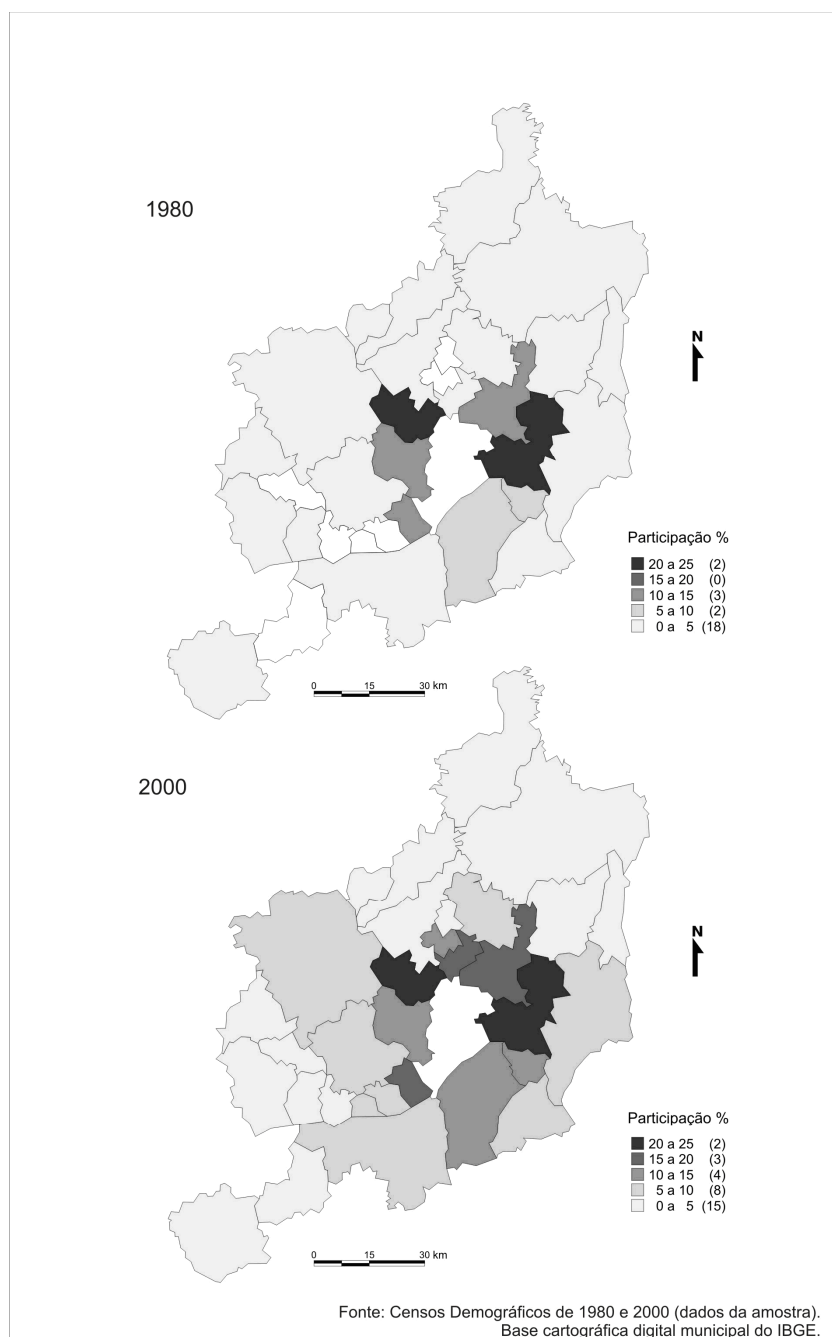 1980
N
Participação %
20 a 25 (2)
15 a 20 (0)
10 a 15 (3)
5 a 10 (2)
0 a 5 (18)
0 15 30 km
2000
N
Participação %
20 a 25 (2)
15 a 20 (3)
10 a 15 (4)
5 a 10 (8)
0 a 5 (15)
0 15 30 km
Fonte: Censos Demográficos de 1980 e 2000 (dados da amostra).
Base cartográfica digital municipal do IBGE.